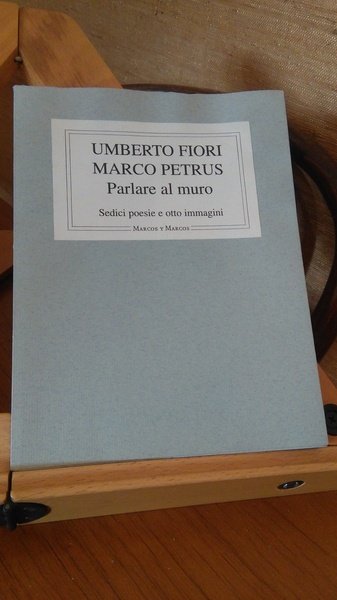 UMBERTO FIORI
MARCO PETRUS
Parlare al muro
Sedici poesie e otto immagini
MARCOS Y MARCOS